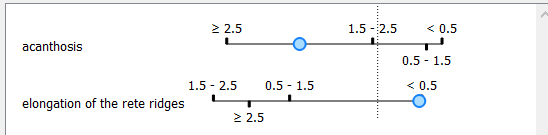 ≥ 2.5 1.5 - 2.5 < 0.5
acanthosis
0.5 - 1.5
1.5 - 2.5 0.5 - 1.5 < 0.5
elongation of the rete ridges
≥ 2.5